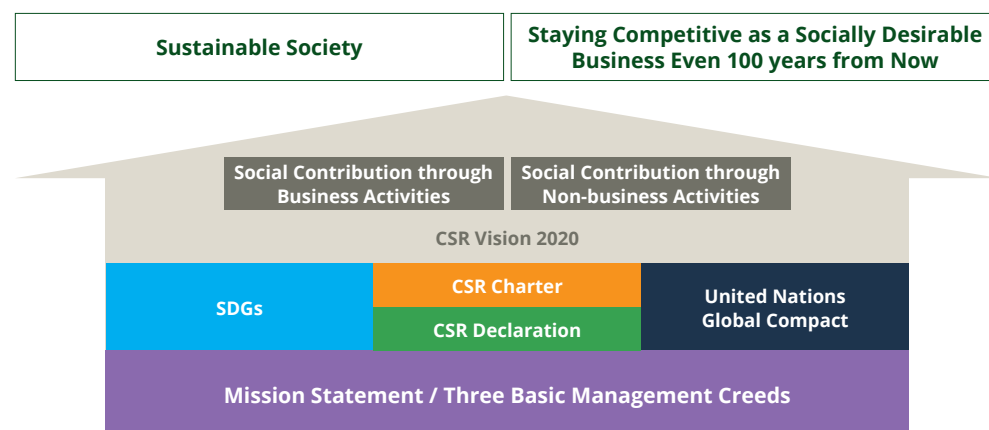 Sustainable Society
Staying Competitive as a Socially Desirable
Business Even 100 years from Now
Social Contribution through
Business Activities
Social Contribution through
Non-business Activities
CSR Vision 2020
SDGs
CSR Charter
CSR Declaration
United Nations
Global Compact
Mission Statement / Three Basic Management Creeds